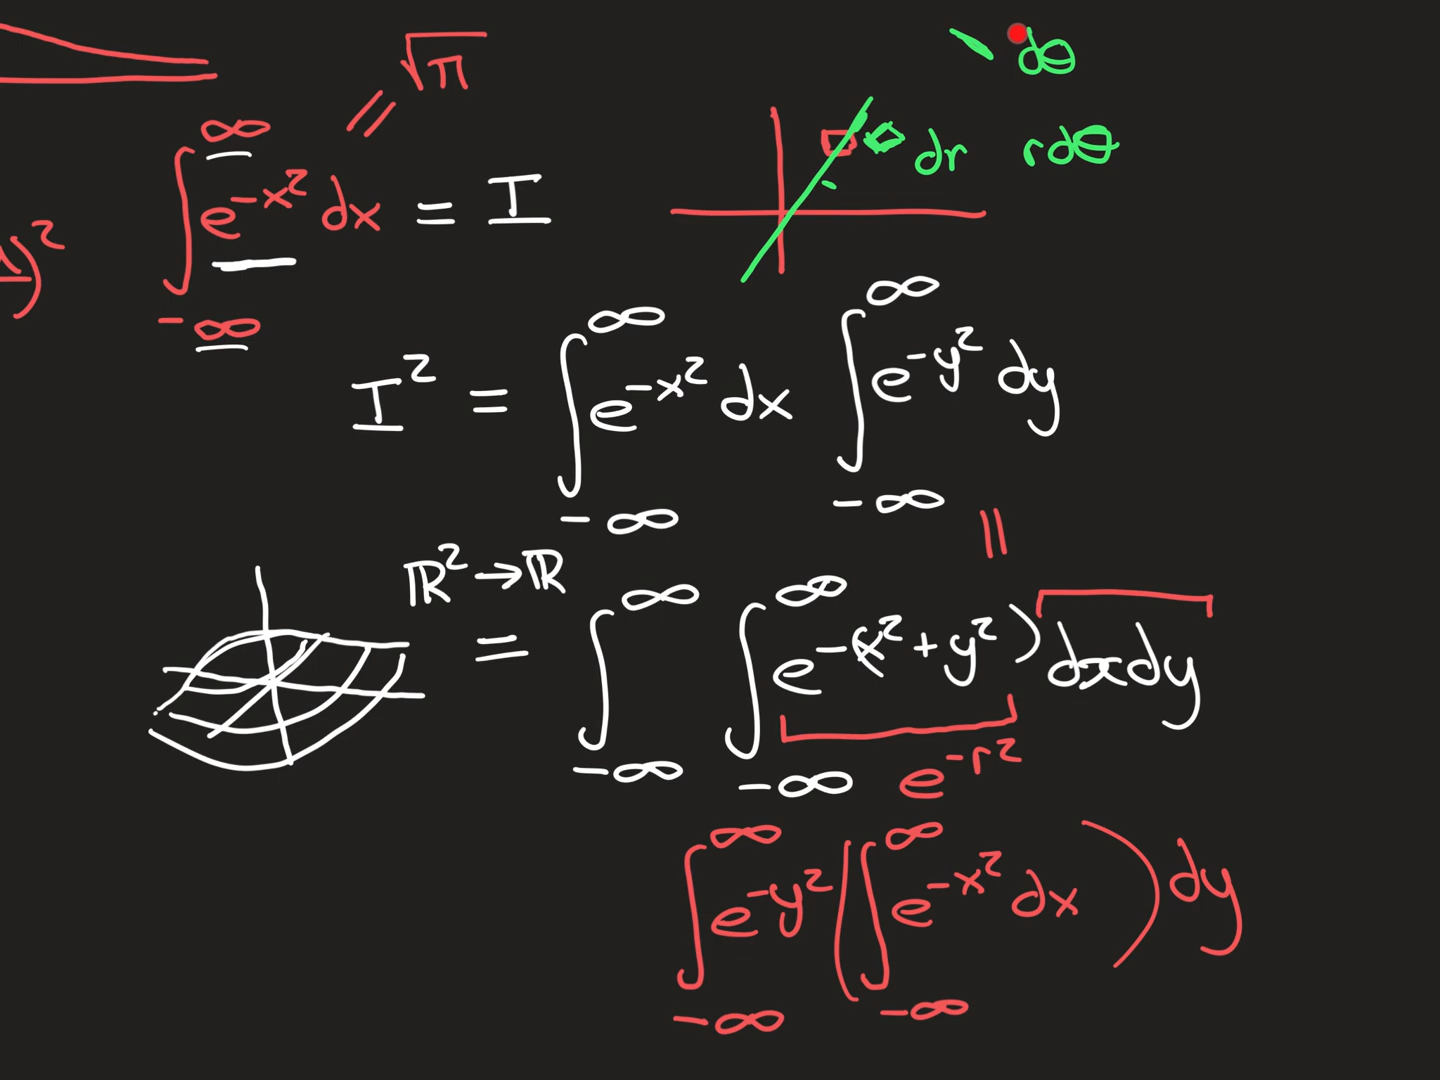 √π
dθ
∫_{-∞}^{∞} e^{-x²} dx = I
//
dr rdθ
)²
I² = ∫_{-∞}^{∞} e^{-x²} dx ∫_{-∞}^{∞} e^{-y²} dy
||
ℝ² → ℝ
= ∫_{-∞}^{∞} ∫_{-∞}^{∞} e^{-(x²+y²)} dxdy
e^{-r²}
∫_{-∞}^{∞} e^{-y²} (∫_{-∞}^{∞} e^{-x²} dx) dy